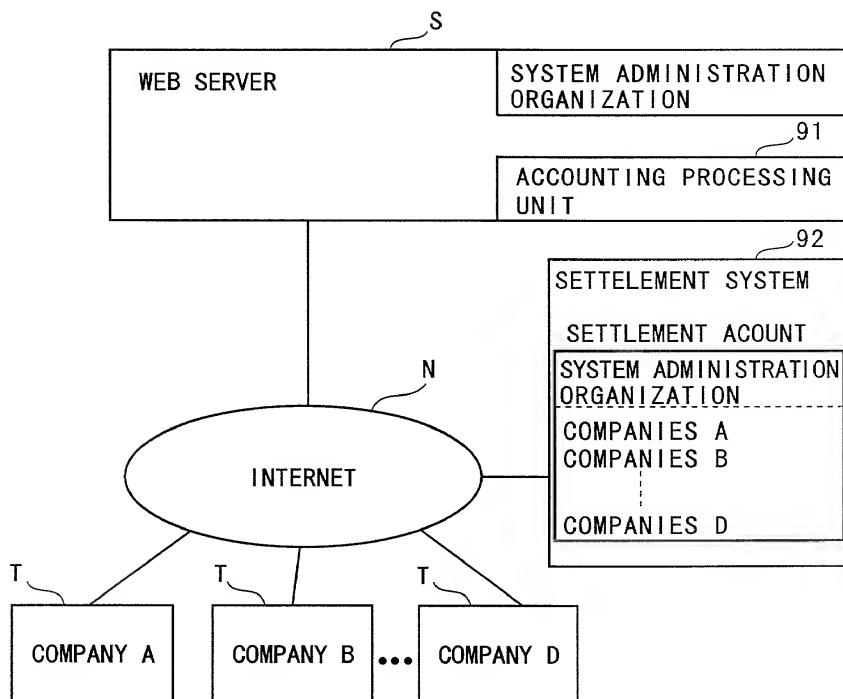 S
WEB SERVER
SYSTEM ADMINISTRATION
ORGANIZATION
91
ACCOUNTING PROCESSING
UNIT
92
SETTELEMENT SYSTEM
SETTLEMENT ACOUNT
SYSTEM ADMINISTRATION
ORGANIZATION
COMPANIES A
COMPANIES B
COMPANIES D
N
INTERNET
T
T
T
COMPANY A
COMPANY B
•••
COMPANY D